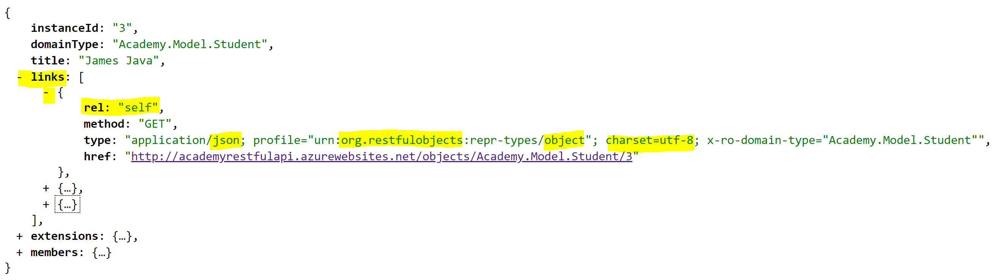 {
instanceId: "3",
domainType: "Academy.Model.Student",
title: "James Java",
- links: [
- {
rel: "self",
method: "GET",
type: "application/json; profile="urn:org.restfulobjects:repr-types/object"; charset=utf-8; x-ro-domain-type="Academy.Model.Student"",
href: "http://academyrestfulapi.azurewebsites.net/objects/Academy.Model.Student/3"
},
+ {…},
+ {…}
],
+ extensions: {…},
+ members: {…}
}